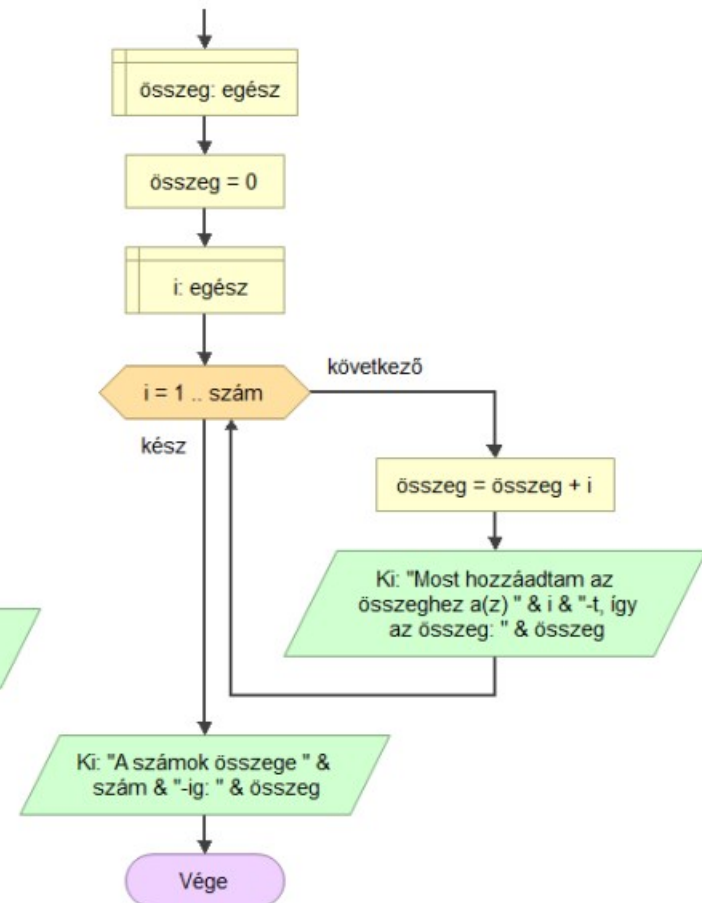 összeg: egész
összeg = 0
i: egész
i = 1 .. szám
következő
kész
összeg = összeg + i
Ki: "Most hozzáadtam az
összeghez a(z) " & i & "-t, így
az összeg: " & összeg
Ki: "A számok összege " &
szám & "-ig: " & összeg
Vége